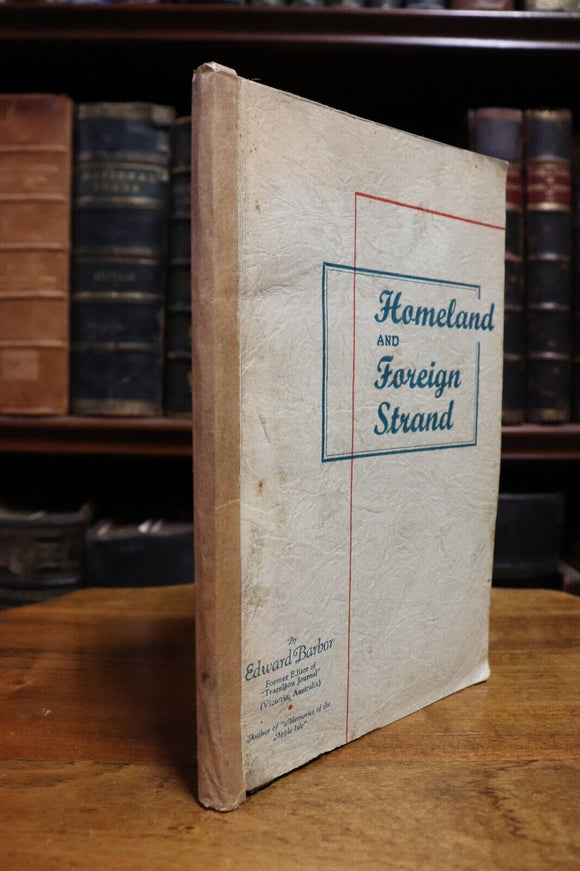 Homeland
AND
Foreign
Strand
By
Edward Barbor
Former Editor of
"Traralgon Journal"
(Victoria, Australia)
Author of "Memories of the
Apple Isle"